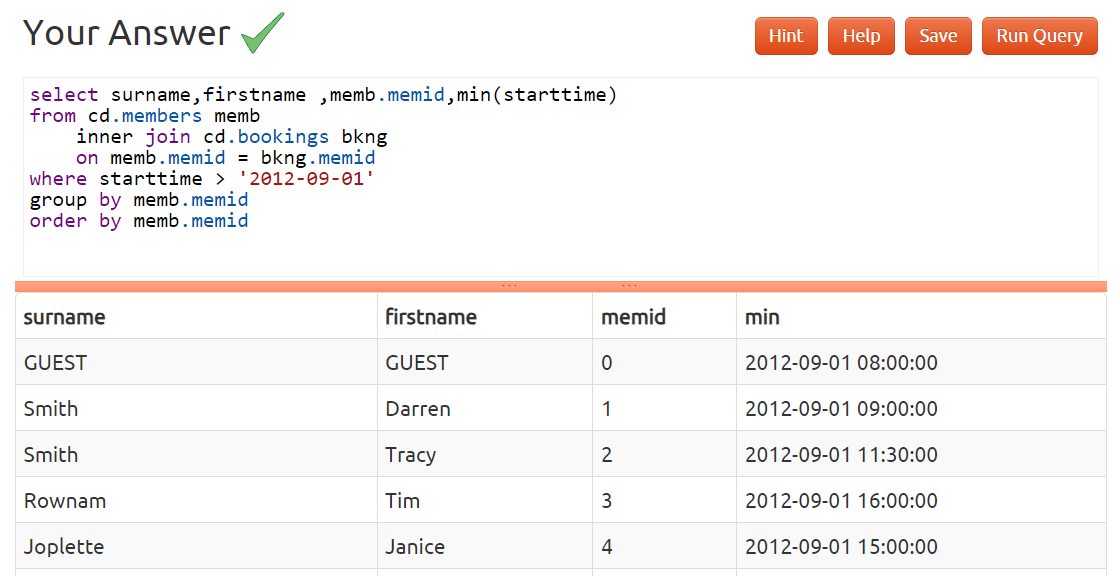 Your Answer
Hint Help Save Run Query
select surname,firstname ,memb.memid,min(starttime)
from cd.members memb
    inner join cd.bookings bkng
    on memb.memid = bkng.memid
where starttime > '2012-09-01'
group by memb.memid
order by memb.memid
surname firstname memid min
GUEST GUEST 0 2012-09-01 08:00:00
Smith Darren 1 2012-09-01 09:00:00
Smith Tracy 2 2012-09-01 11:30:00
Rownam Tim 3 2012-09-01 16:00:00
Joplette Janice 4 2012-09-01 15:00:00